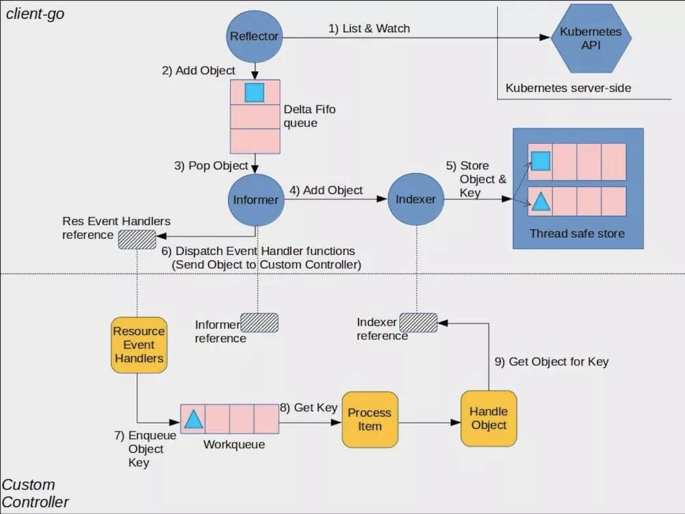 client-go
Reflector
1) List & Watch
Kubernetes
API
Kubernetes server-side
2) Add Object
Delta Fifo
queue
3) Pop Object
Informer
4) Add Object
Indexer
5) Store
Object &
Key
Thread safe store
Res Event Handlers
reference
6) Dispatch Event Handler functions
(Send Object to Custom Controller)
Resource
Event
Handlers
Informer
reference
Indexer
reference
9) Get Object for Key
7) Enqueue
Object
Key
Workqueue
8) Get Key
Process
Item
Handle
Object
Custom
Controller